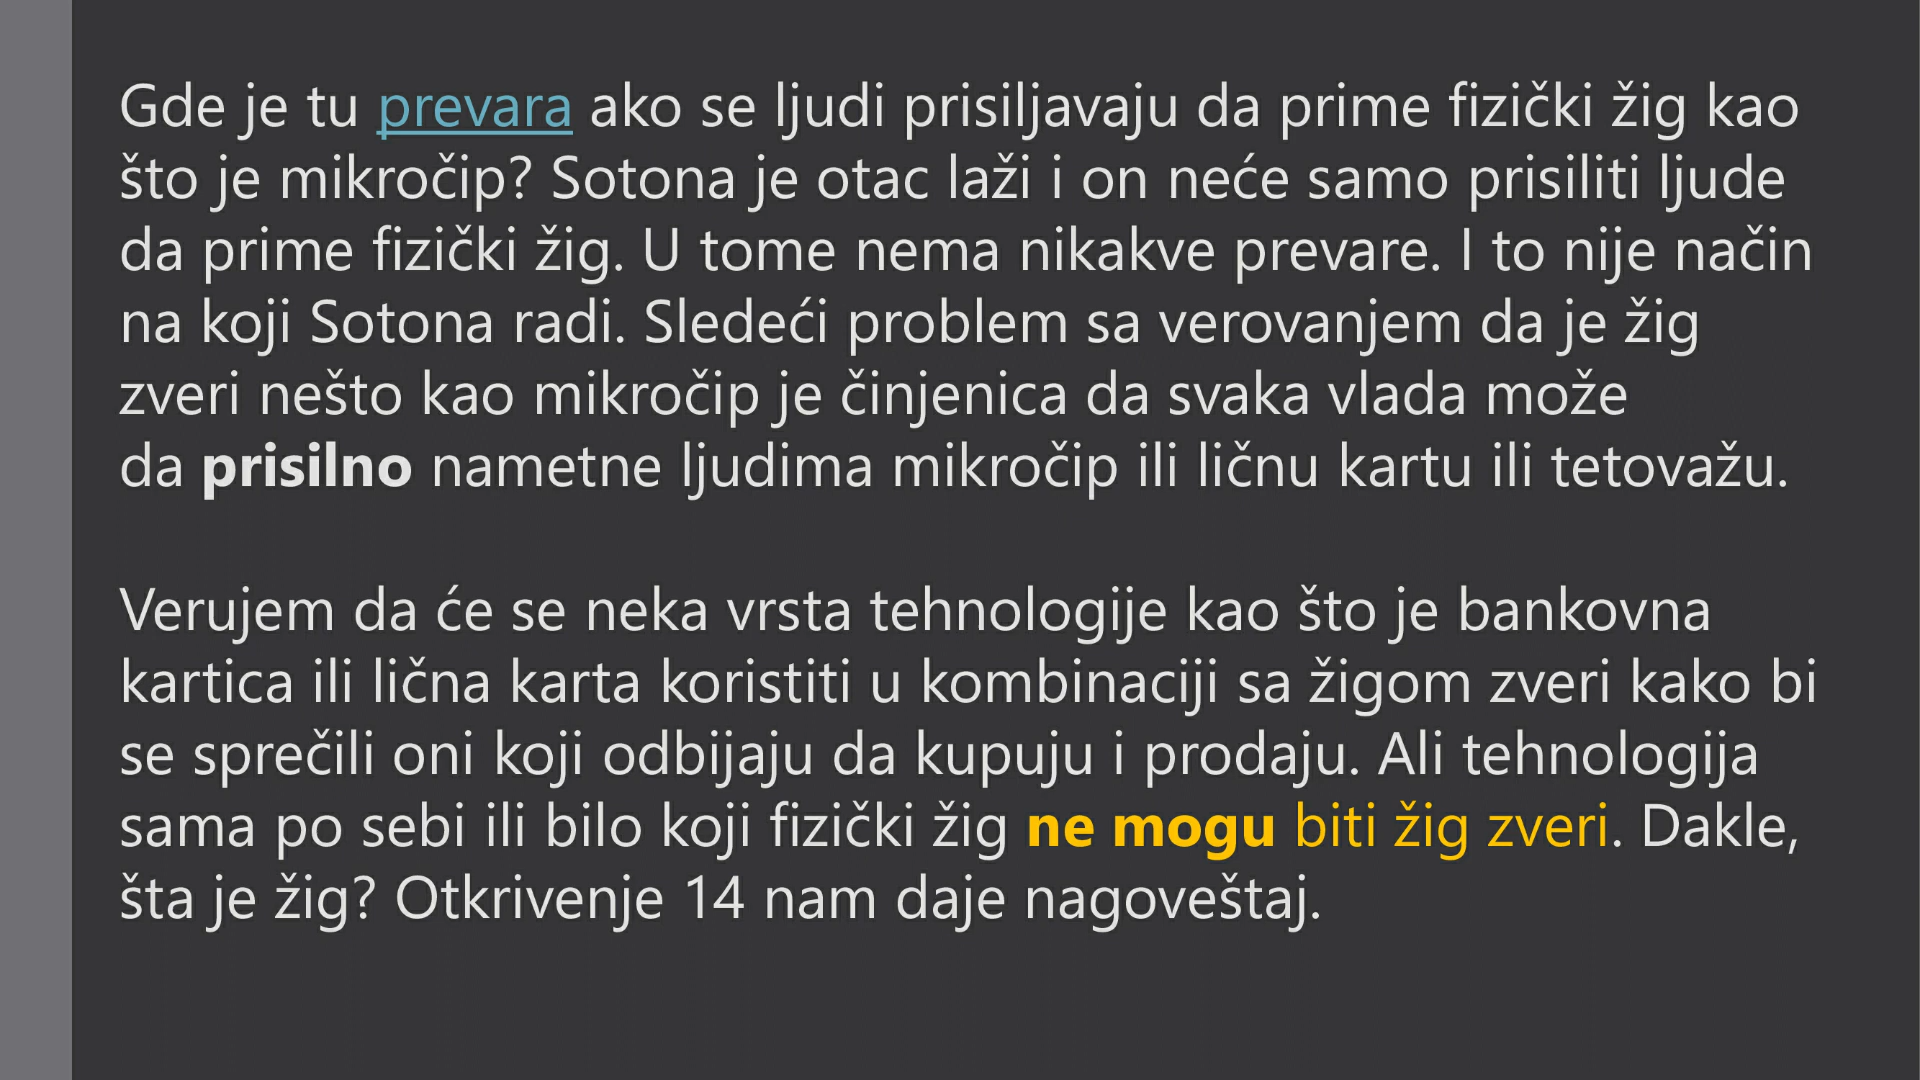 Gde je tu prevara ako se ljudi prisiljavaju da prime fizički žig kao
što je mikročip? Sotona je otac laži i on neće samo prisiliti ljude
da prime fizički žig. U tome nema nikakve prevare. I to nije način
na koji Sotona radi. Sledeći problem sa verovanjem da je žig
zveri nešto kao mikročip je činjenica da svaka vlada može
da prisilno nametne ljudima mikročip ili ličnu kartu ili tetovažu.
Verujem da će se neka vrsta tehnologije kao što je bankovna
kartica ili lična karta koristiti u kombinaciji sa žigom zveri kako bi
se sprečili oni koji odbijaju da kupuju i prodaju. Ali tehnologija
sama po sebi ili bilo koji fizički žig ne mogu biti žig zveri. Dakle,
šta je žig? Otkrivenje 14 nam daje nagoveštaj.